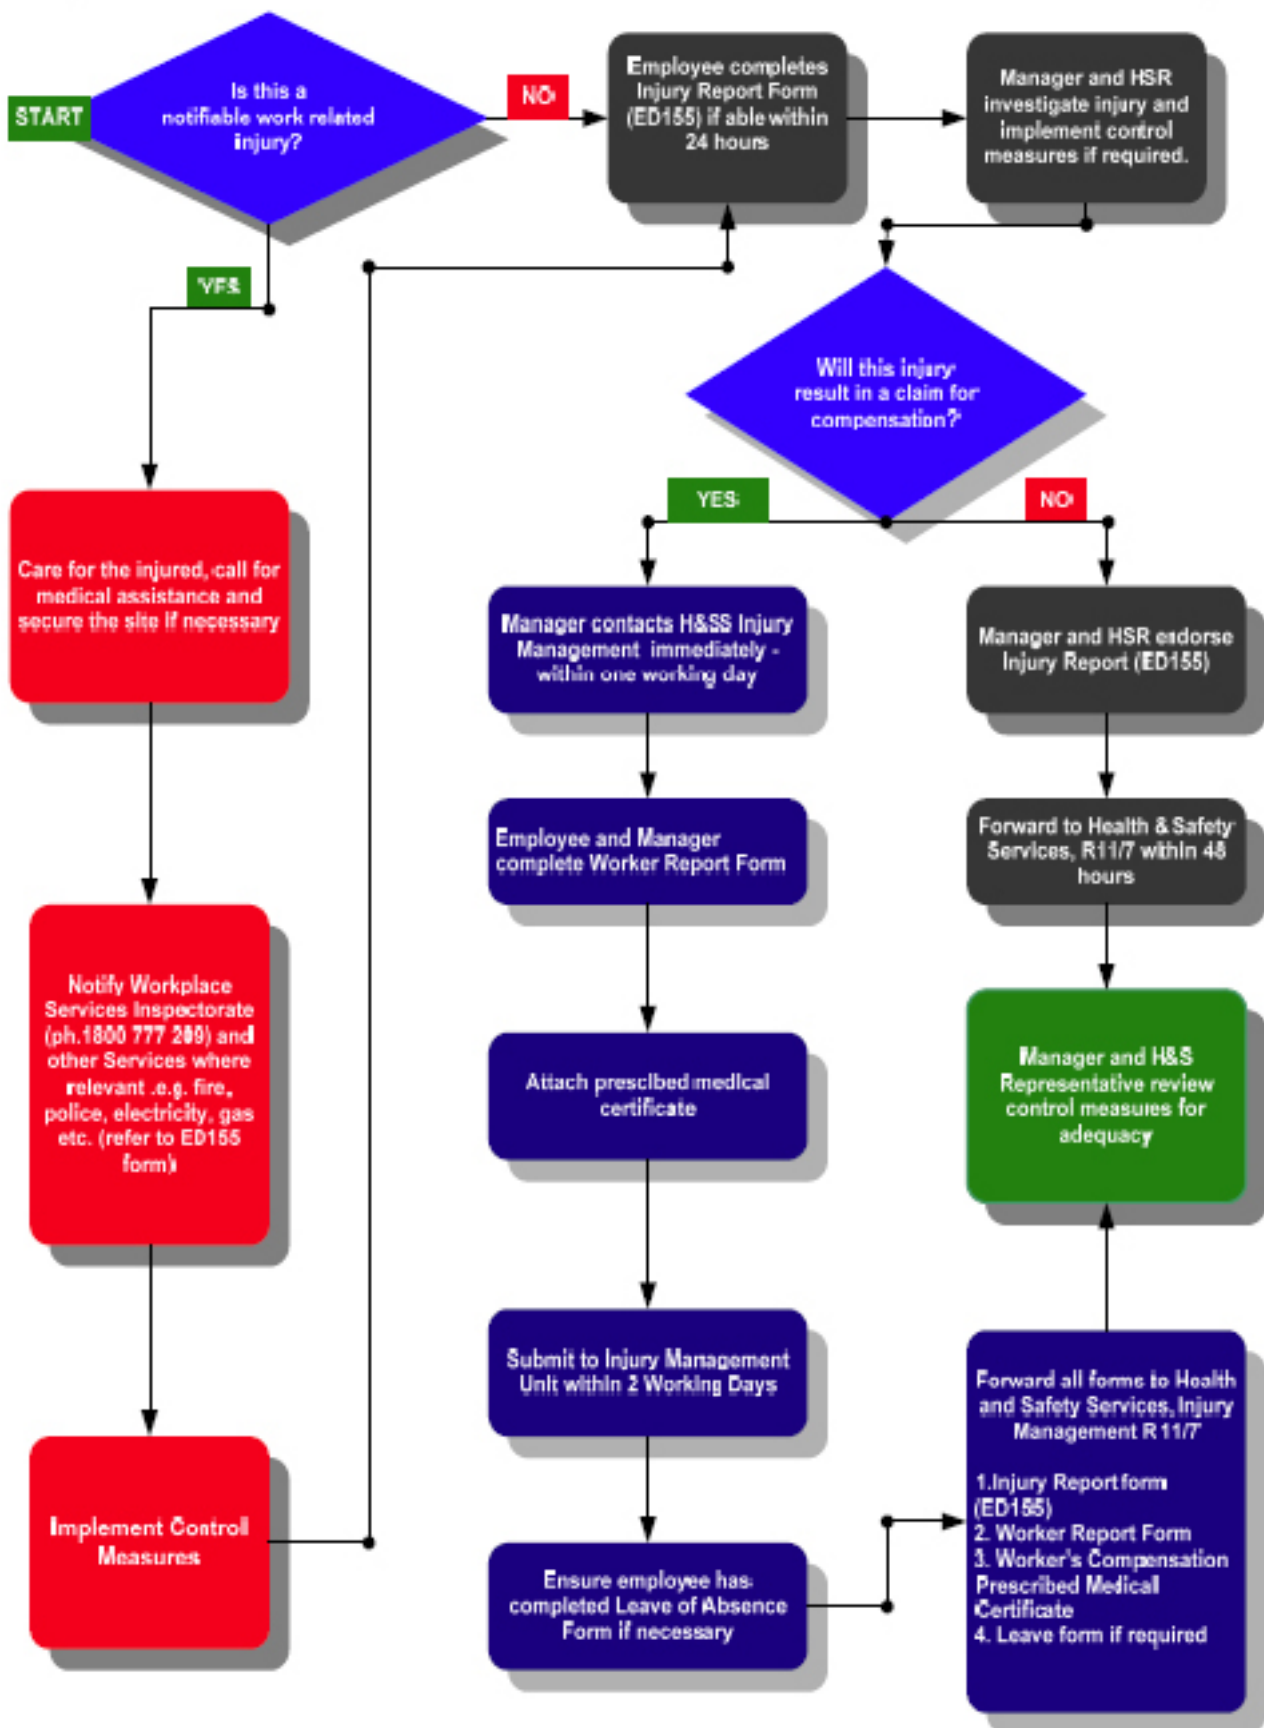 START
Is this a
notifiable work related
injury?
NO
Employee completes
Injury Report Form
(ED155) if able within
24 hours
Manager and HSR
investigate injury and
implement control
measures if required.
YES
Will this injury
result in a claim for
compensation?
YES
NO
Care for the injured, call for
medical assistance and
secure the site if necessary
Manager contacts H&SS Injury
Management immediately -
within one working day
Manager and HSR endorse
Injury Report (ED155)
Employee and Manager
complete Worker Report Form
Forward to Health & Safety
Services, R11/7 within 48
hours
Notify Workplace
Services Inspectorate
(ph.1800 777 209) and
other Services where
relevant .e.g. fire,
police, electricity, gas
etc. (refer to ED155
form)
Attach prescibed medical
certificate
Manager and H&S
Representative review
control measures for
adequacy
Submit to Injury Management
Unit within 2 Working Days
Implement Control
Measures
Ensure employee has
completed Leave of Absence
Form if necessary
Forward all forms to Health
and Safety Services, Injury
Management R 11/7
1.Injury Report form
(ED155)
2. Worker Report Form
3. Worker's Compensation
Prescribed Medical
Certificate
4. Leave form if required